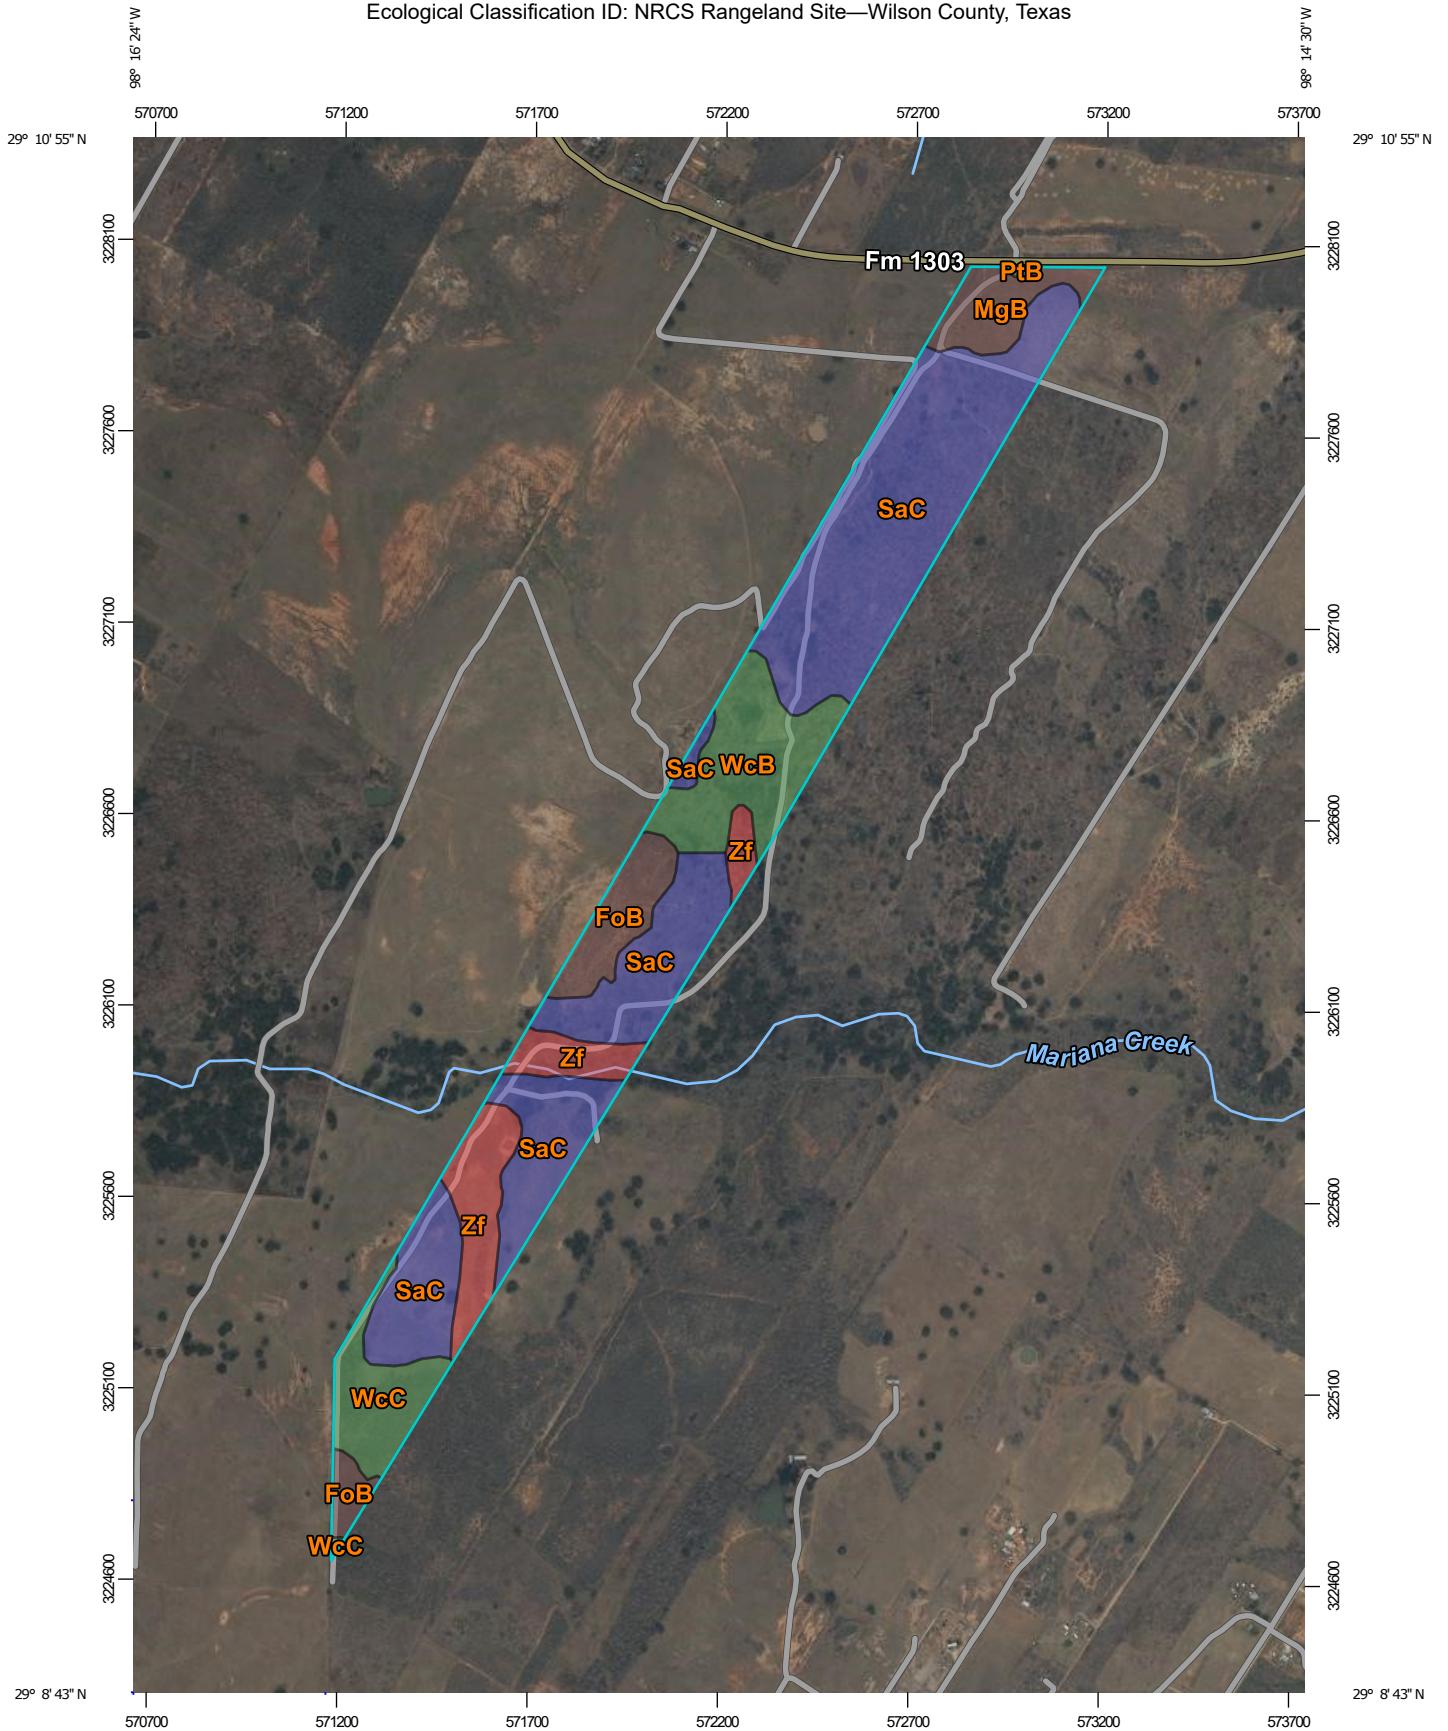 Ecological Classification ID: NRCS Rangeland Site—Wilson County, Texas
98° 16' 24'' W
98° 14' 30'' W
570700
571200
571700
572200
572700
573200
573700
29° 10' 55'' N
29° 10' 55'' N
3228100
3228100
Fm 1303
PtB
MgB
3227600
3227600
SaC
3227100
3227100
SaC
WcB
3226600
3226600
Zf
FoB
SaC
3226100
3226100
Mariana Creek
Zf
SaC
3225600
3225600
Zf
SaC
3225100
3225100
WcC
FoB
WcC
3224600
3224600
29° 8' 43'' N
29° 8' 43'' N
570700
571200
571700
572200
572700
573200
573700